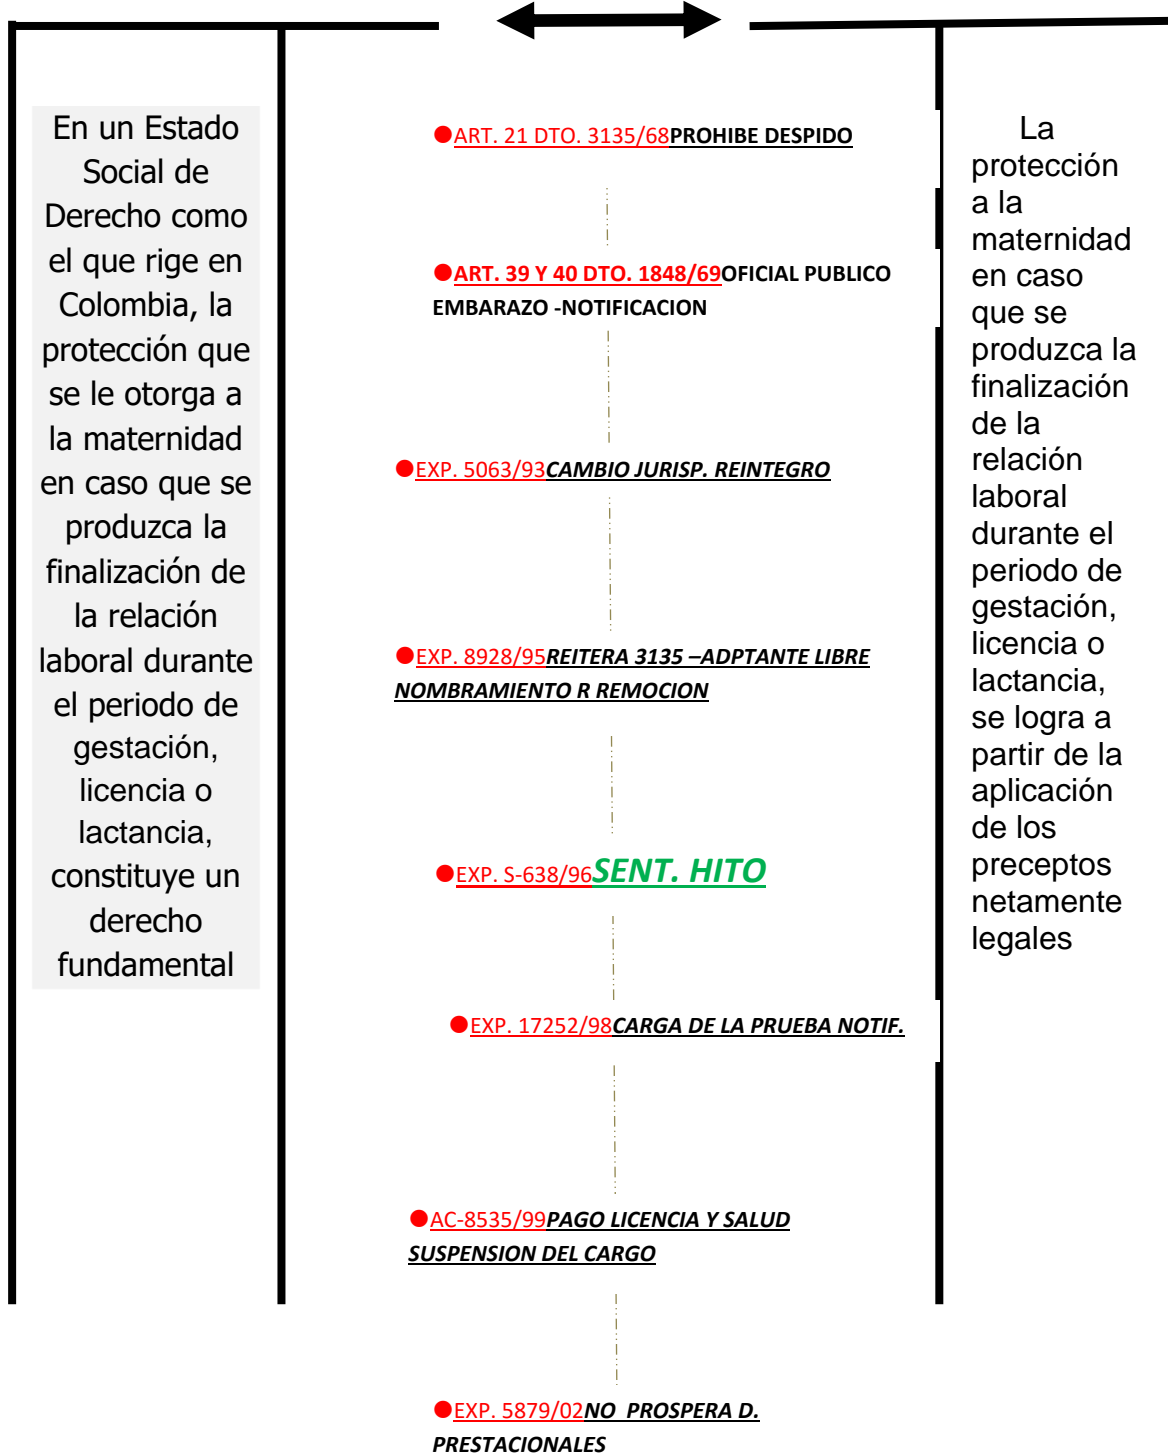 En un Estado
Social de
Derecho como
el que rige en
Colombia, la
protección que
se le otorga a
la maternidad
en caso que se
produzca la
finalización de
la relación
laboral durante
el periodo de
gestación,
licencia o
lactancia,
constituye un
derecho
fundamental
ART. 21 DTO. 3135/68PROHIBE DESPIDO
ART. 39 Y 40 DTO. 1848/69OFICIAL PUBLICO
EMBARAZO -NOTIFICACION
EXP. 5063/93CAMBIO JURISP. REINTEGRO
EXP. 8928/95REITERA 3135 –ADPTANTE LIBRE
NOMBRAMIENTO R REMOCION
EXP. S-638/96SENT. HITO
EXP. 17252/98CARGA DE LA PRUEBA NOTIF.
AC-8535/99PAGO LICENCIA Y SALUD
SUSPENSION DEL CARGO
EXP. 5879/02NO PROSPERA D.
PRESTACIONALES
La
protección
a la
maternidad
en caso
que se
produzca la
finalización
de la
relación
laboral
durante el
periodo de
gestación,
licencia o
lactancia,
se logra a
partir de la
aplicación
de los
preceptos
netamente
legales